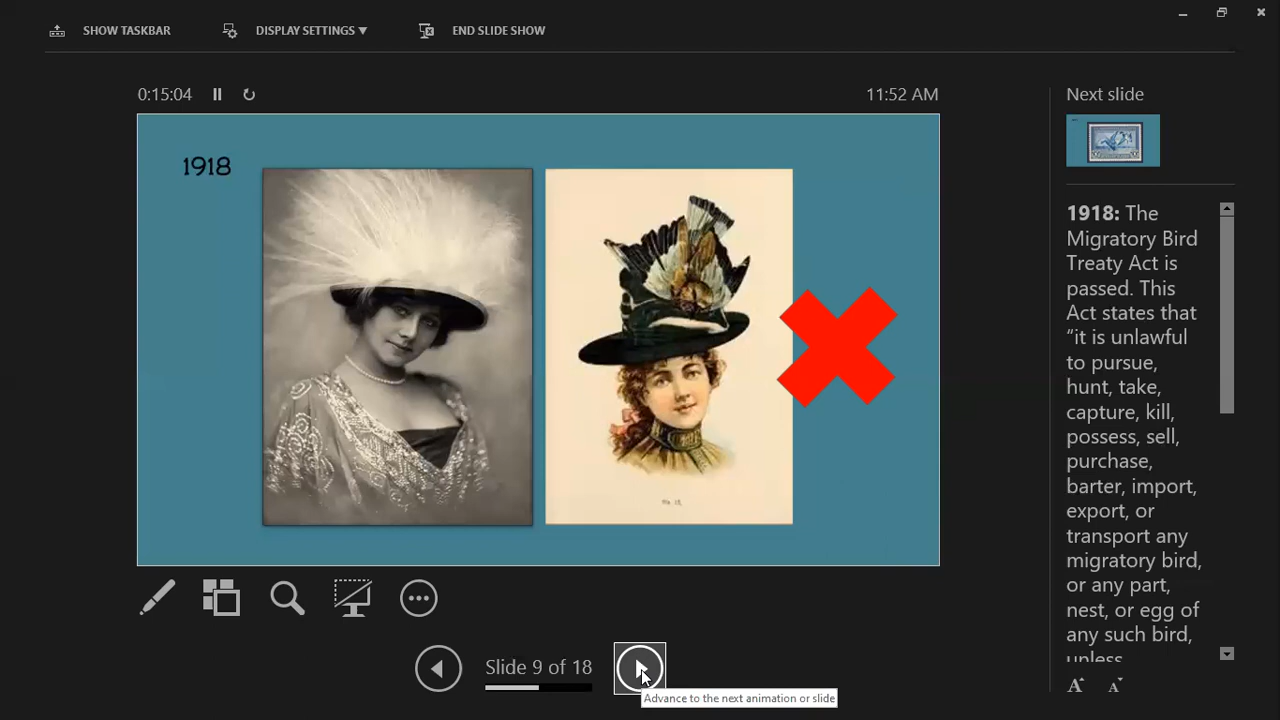 SHOW TASKBAR
DISPLAY SETTINGS ▼
END SLIDE SHOW
0:15:04
11:52 AM
Next slide
1918
No. 12.
1918: The
Migratory Bird
Treaty Act is
passed. This
Act states that
“it is unlawful
to pursue,
hunt, take,
capture, kill,
possess, sell,
purchase,
barter, import,
export, or
transport any
migratory bird,
or any part,
nest, or egg of
any such bird,
unless
A A
Slide 9 of 18
Advance to the next animation or slide